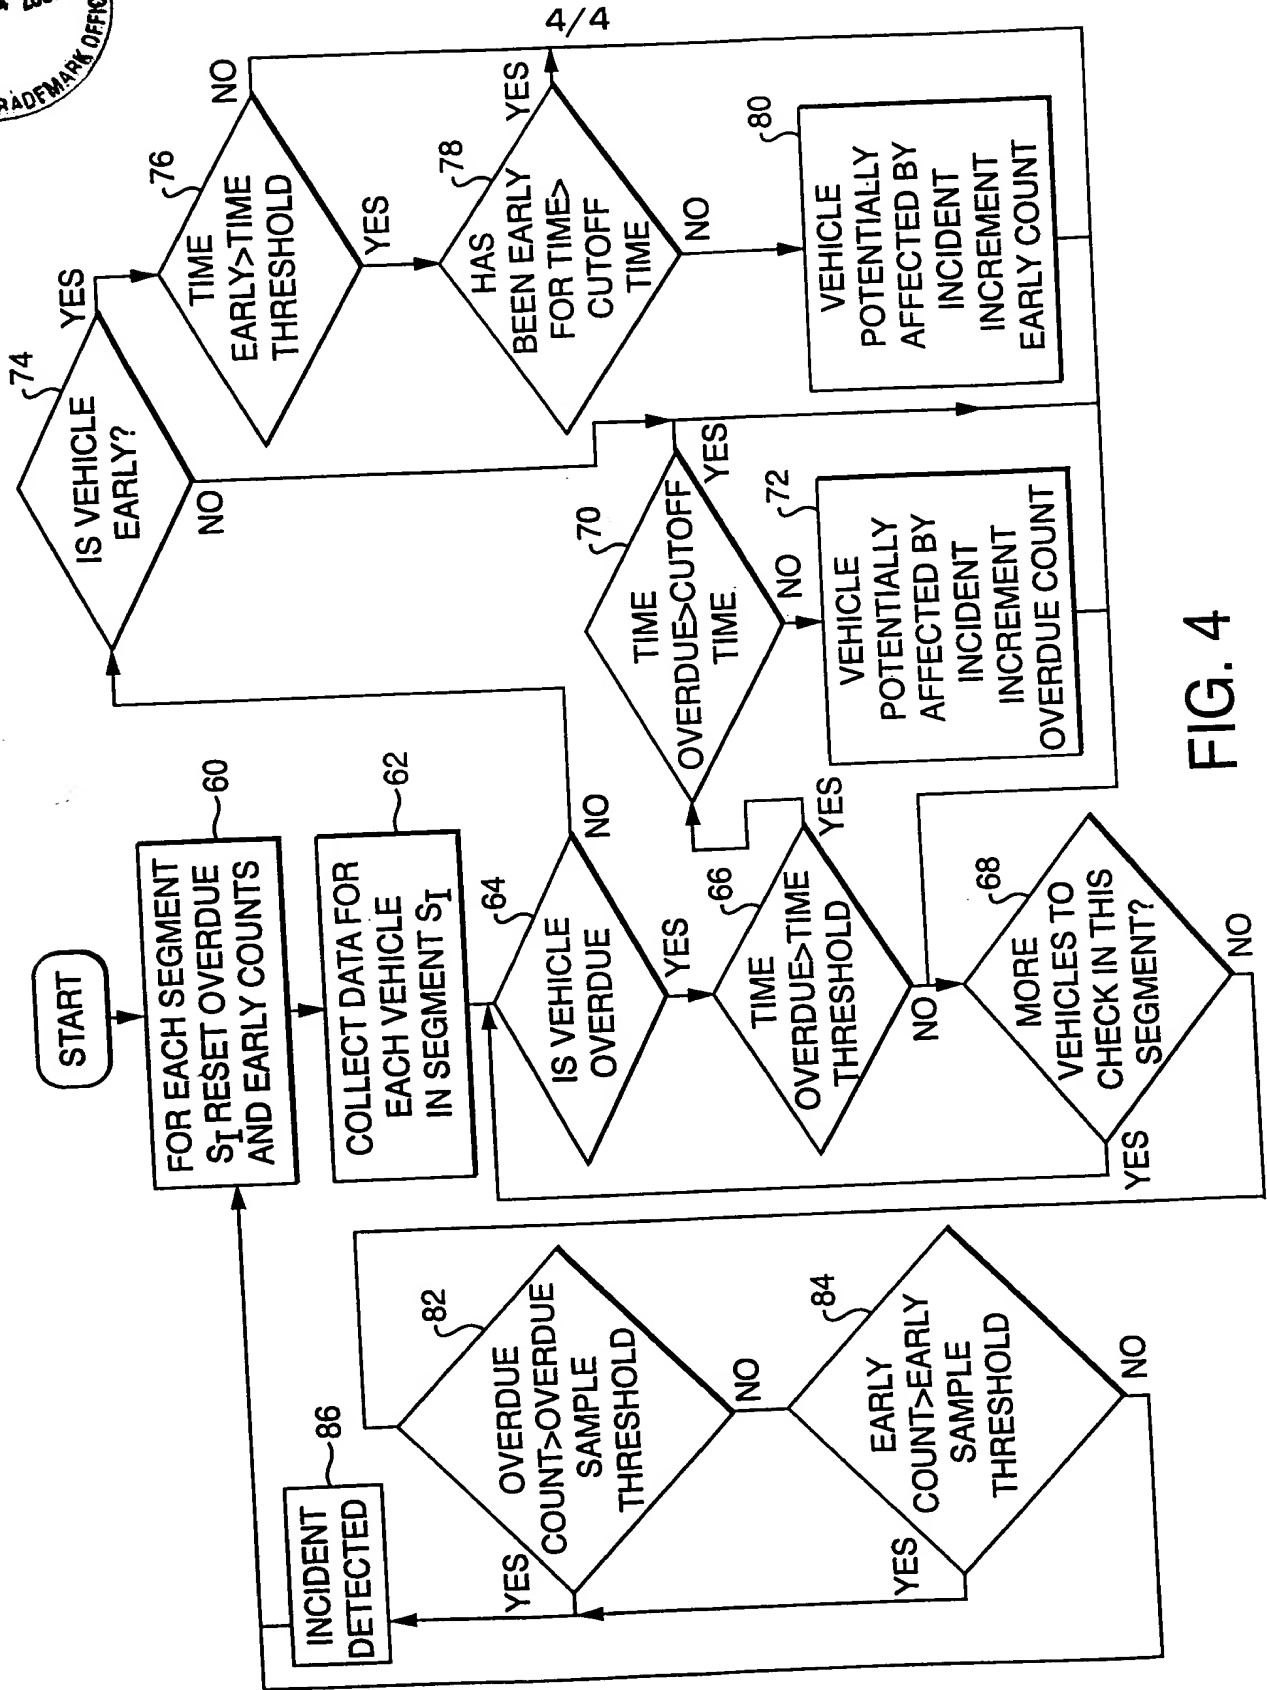 4/4
RADEMARK OFFIC
START
FOR EACH SEGMENT
SI RESET OVERDUE
AND EARLY COUNTS
60
COLLECT DATA FOR
EACH VEHICLE
IN SEGMENT SI
62
IS VEHICLE
OVERDUE
64
NO
YES
TIME
OVERDUE>TIME
THRESHOLD
66
YES
NO
MORE
VEHICLES TO
CHECK IN THIS
SEGMENT?
68
YES
NO
TIME
OVERDUE>CUTOFF
TIME.
70
YES
NO
VEHICLE
POTENTIALLY
AFFECTED BY
INCIDENT
INCREMENT
OVERDUE COUNT
72
IS VEHICLE
EARLY?
74
YES
NO
TIME
EARLY>TIME
THRESHOLD
76
NO
YES
HAS
BEEN EARLY
FOR TIME>
CUTOFF
TIME
78
YES
NO
VEHICLE
POTENTIALLY
AFFECTED BY
INCIDENT
INCREMENT
EARLY COUNT
80
OVERDUE
COUNT>OVERDUE
SAMPLE
THRESHOLD
82
YES
NO
EARLY
COUNT>EARLY
SAMPLE
THRESHOLD
84
YES
NO
INCIDENT
DETECTED
86
FIG. 4